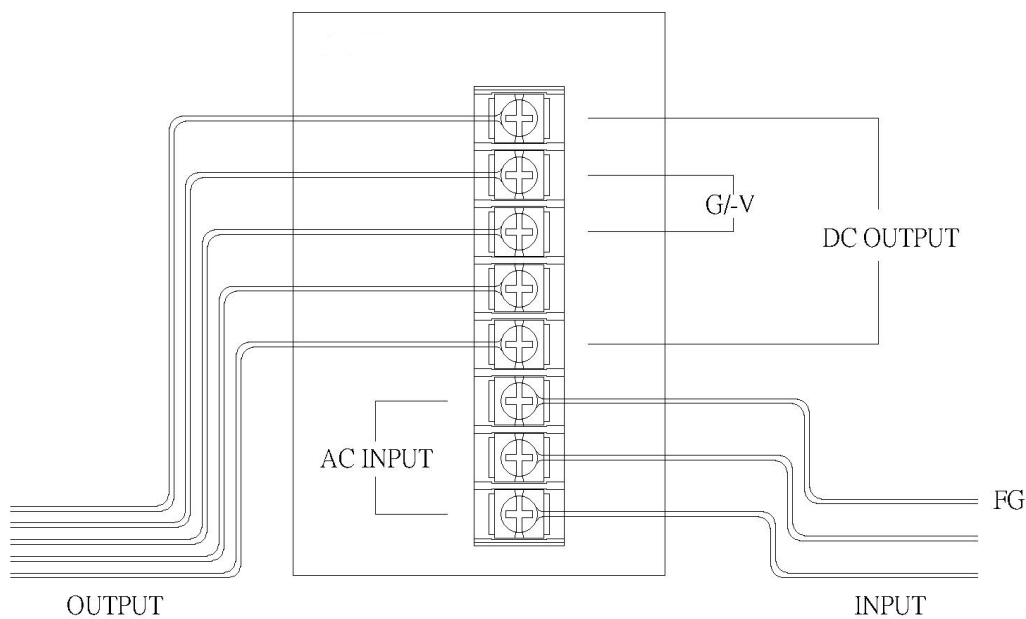 G/-V
DC OUTPUT
AC INPUT
FG
OUTPUT
INPUT